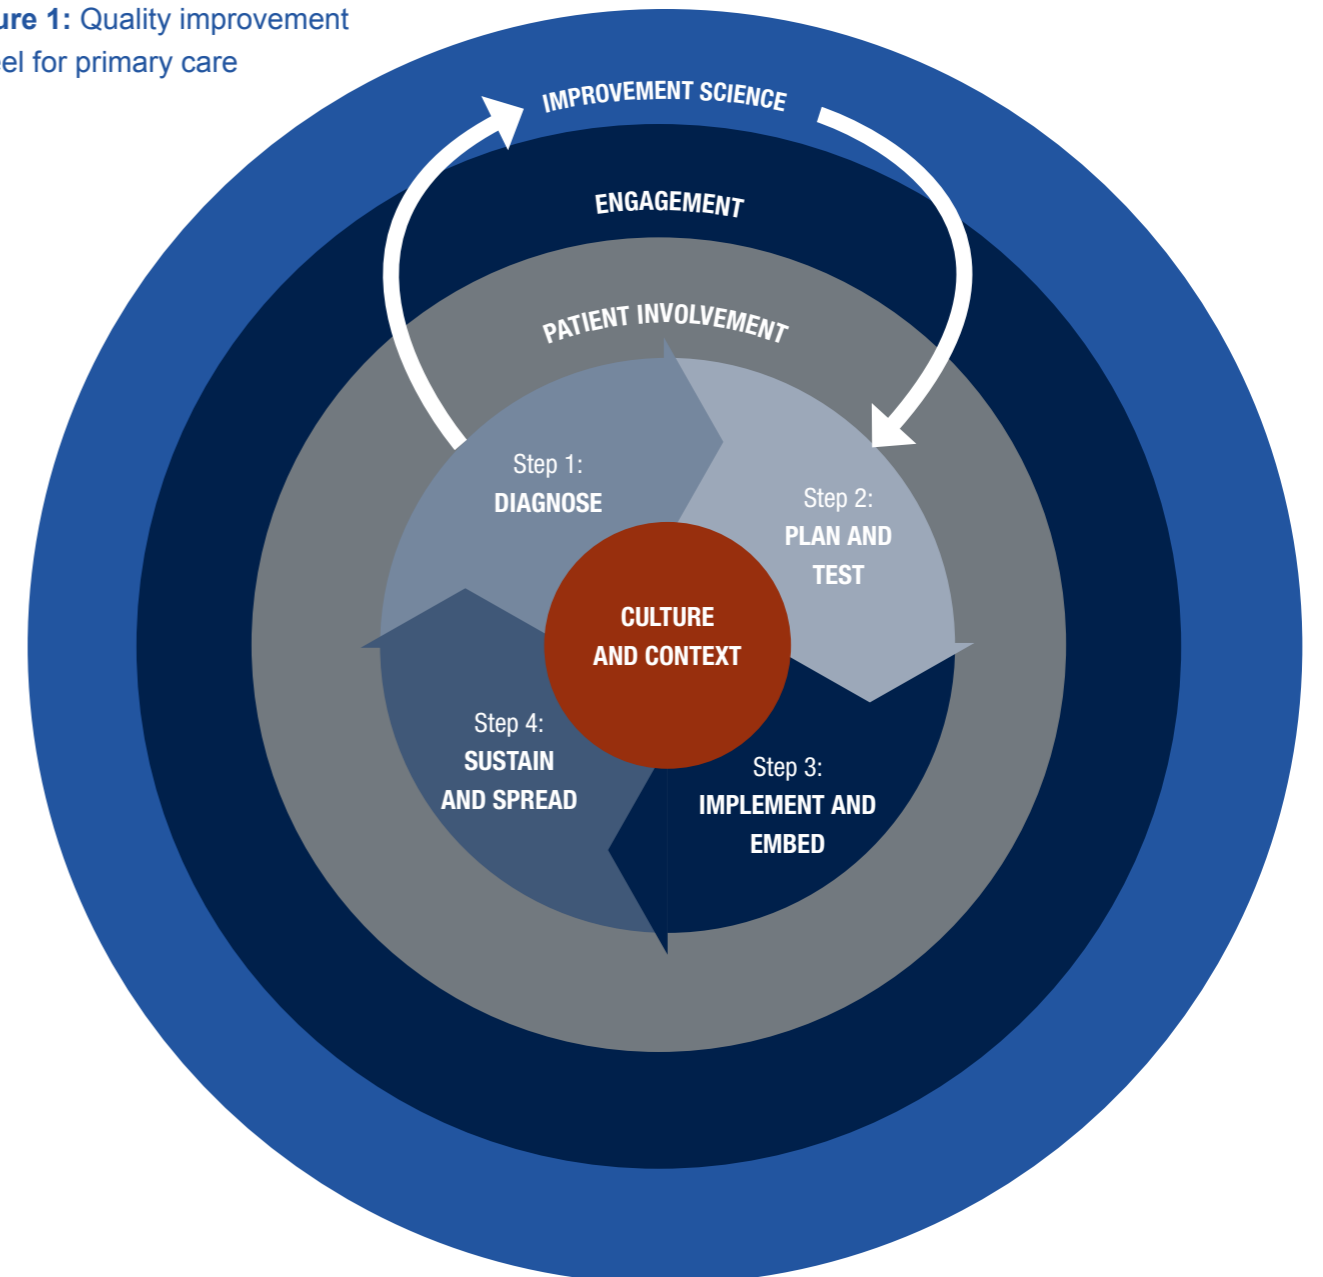 ure 1: Quality improvement
eel for primary care
IMPROVEMENT SCIENCE
ENGAGEMENT
PATIENT INVOLVEMENT
Step 1:
DIAGNOSE
Step 2:
PLAN AND
TEST
CULTURE
AND CONTEXT
Step 3:
IMPLEMENT AND
EMBED
Step 4:
SUSTAIN
AND SPREAD